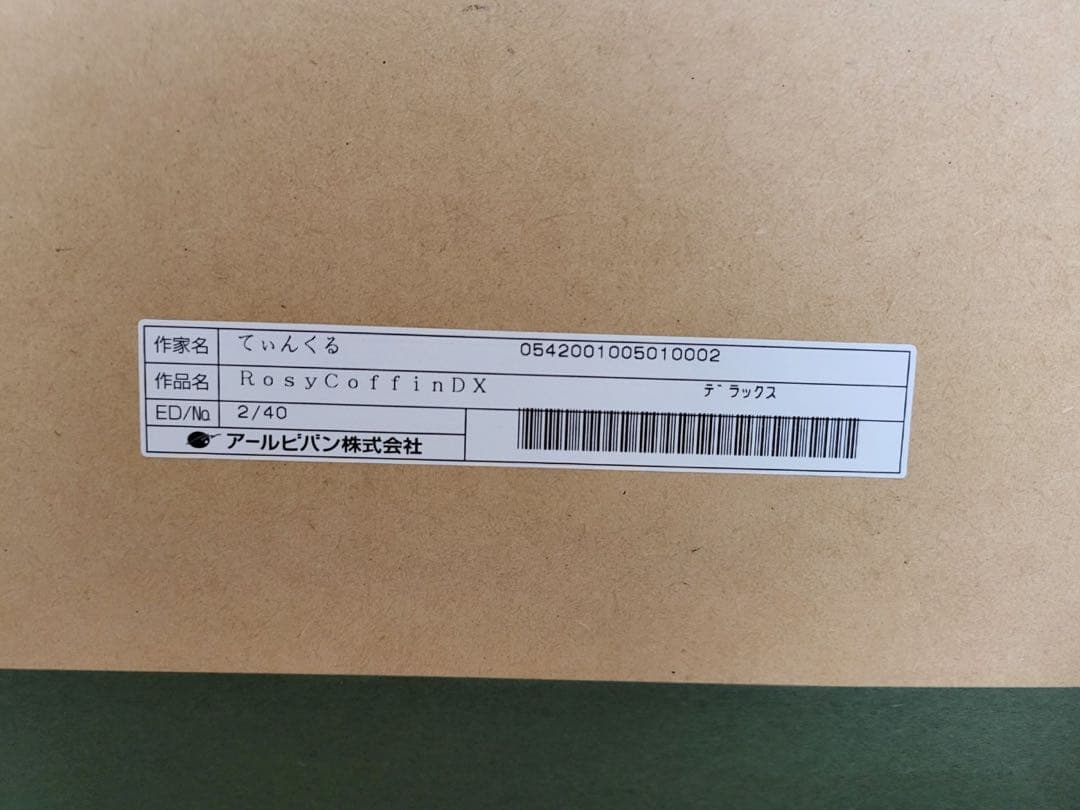 作家名 てぃんくる 0542001005010002
作品名 RosyCoffinDX デラックス
ED/No. 2/40
アールビバン株式会社